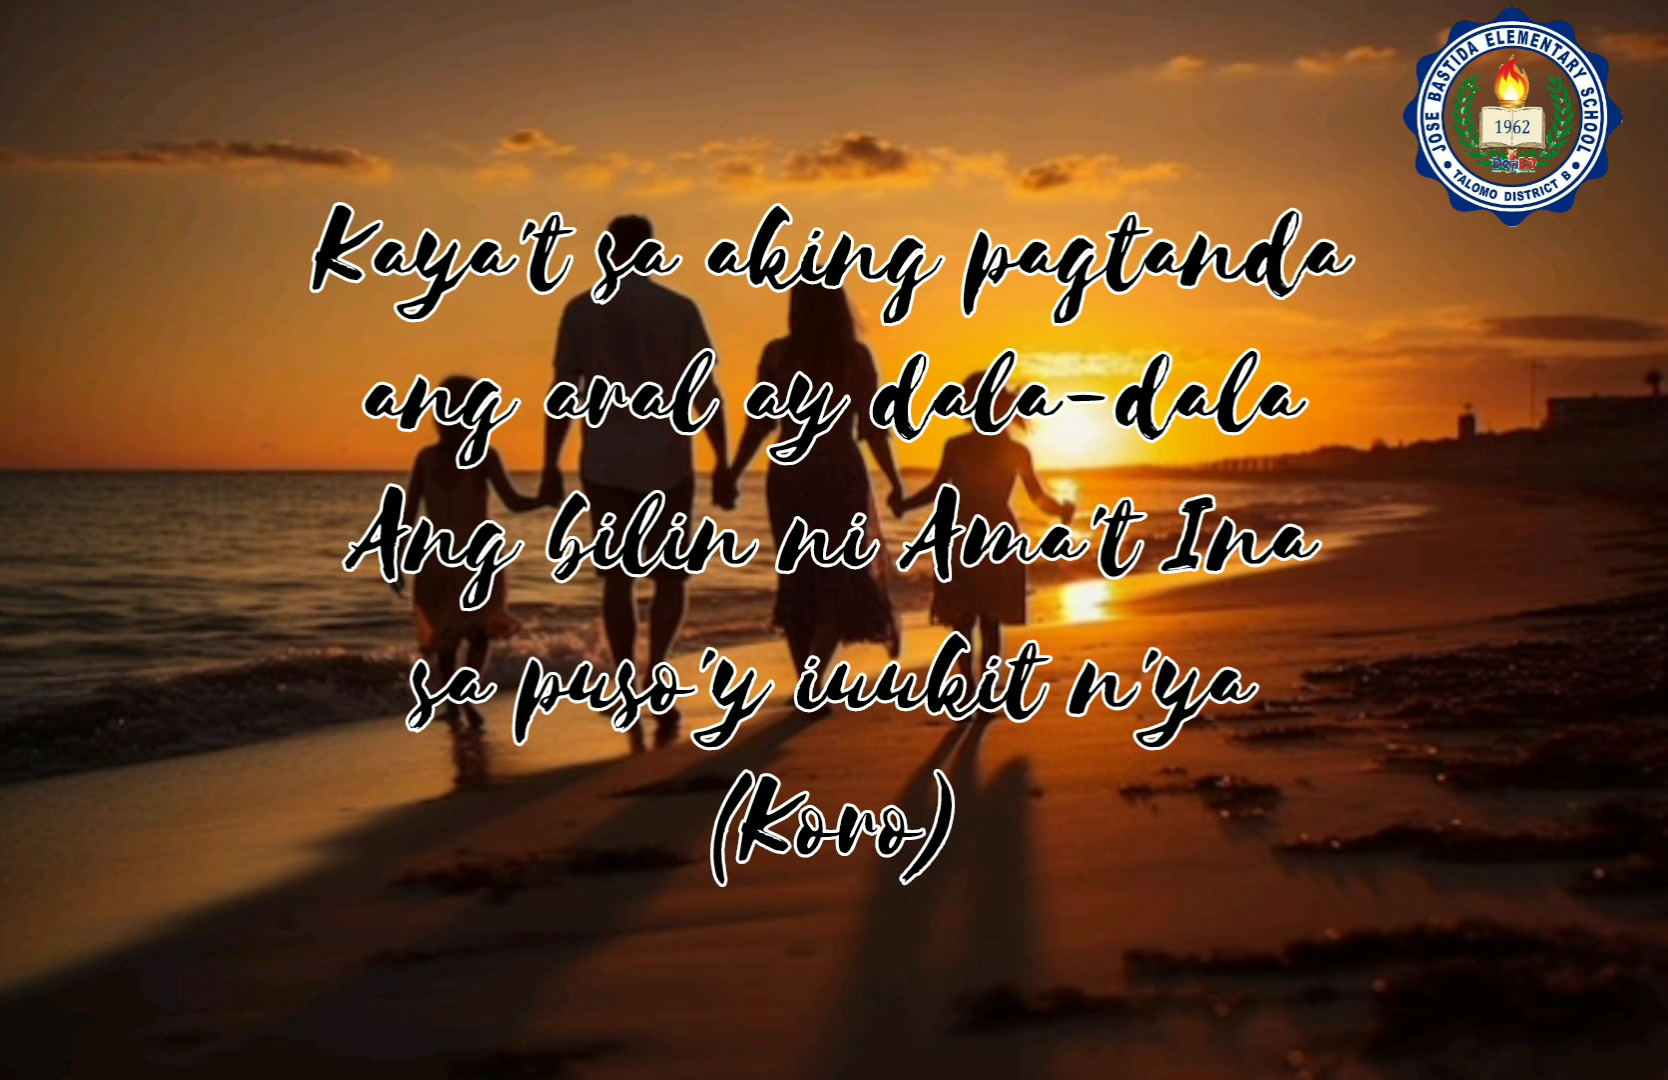 JOSE BASTIDA ELEMENTARY SCHOOL
1962
DepED
TALOMO DISTRICT B
Kaya't sa aking pagtanda
ang aral ay dala-dala
Ang bilin ni Ama't Ina
sa puso'y iuukit n'ya
(Koro)